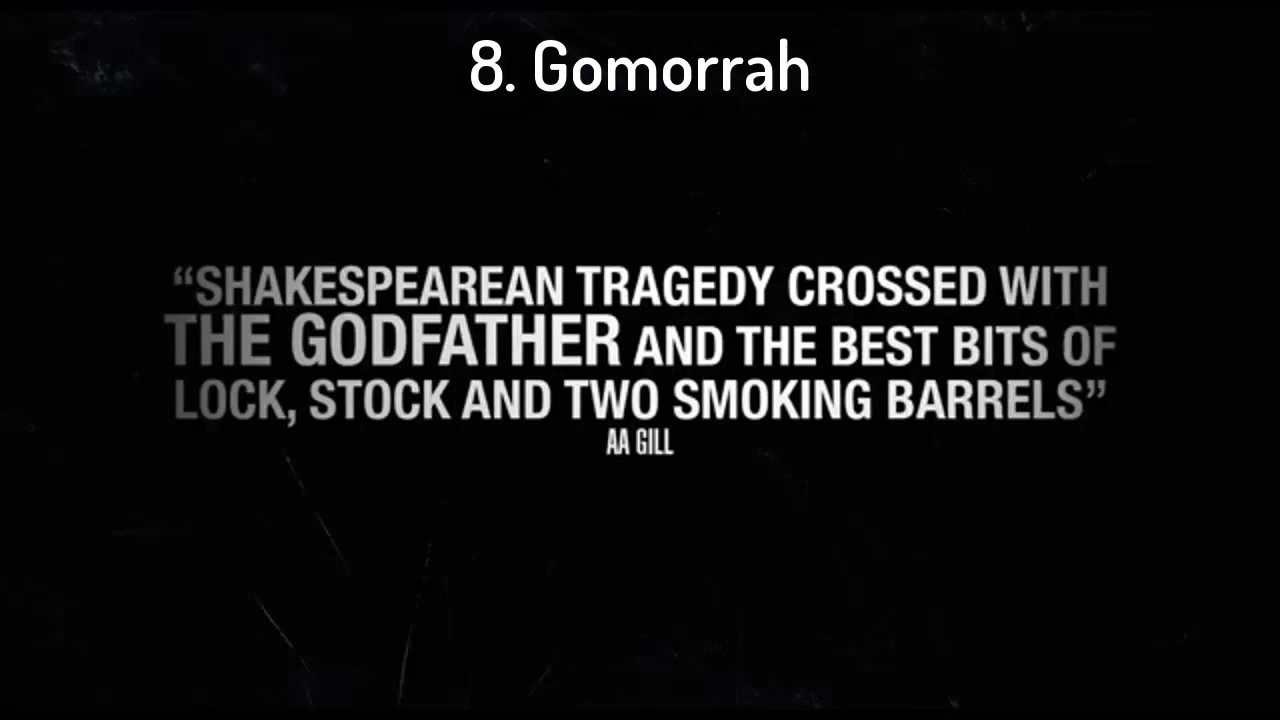 8. Gomorrah
“SHAKESPEAREAN TRAGEDY CROSSED WITH
THE GODFATHER AND THE BEST BITS OF
LOCK, STOCK AND TWO SMOKING BARRELS”
AA GILL